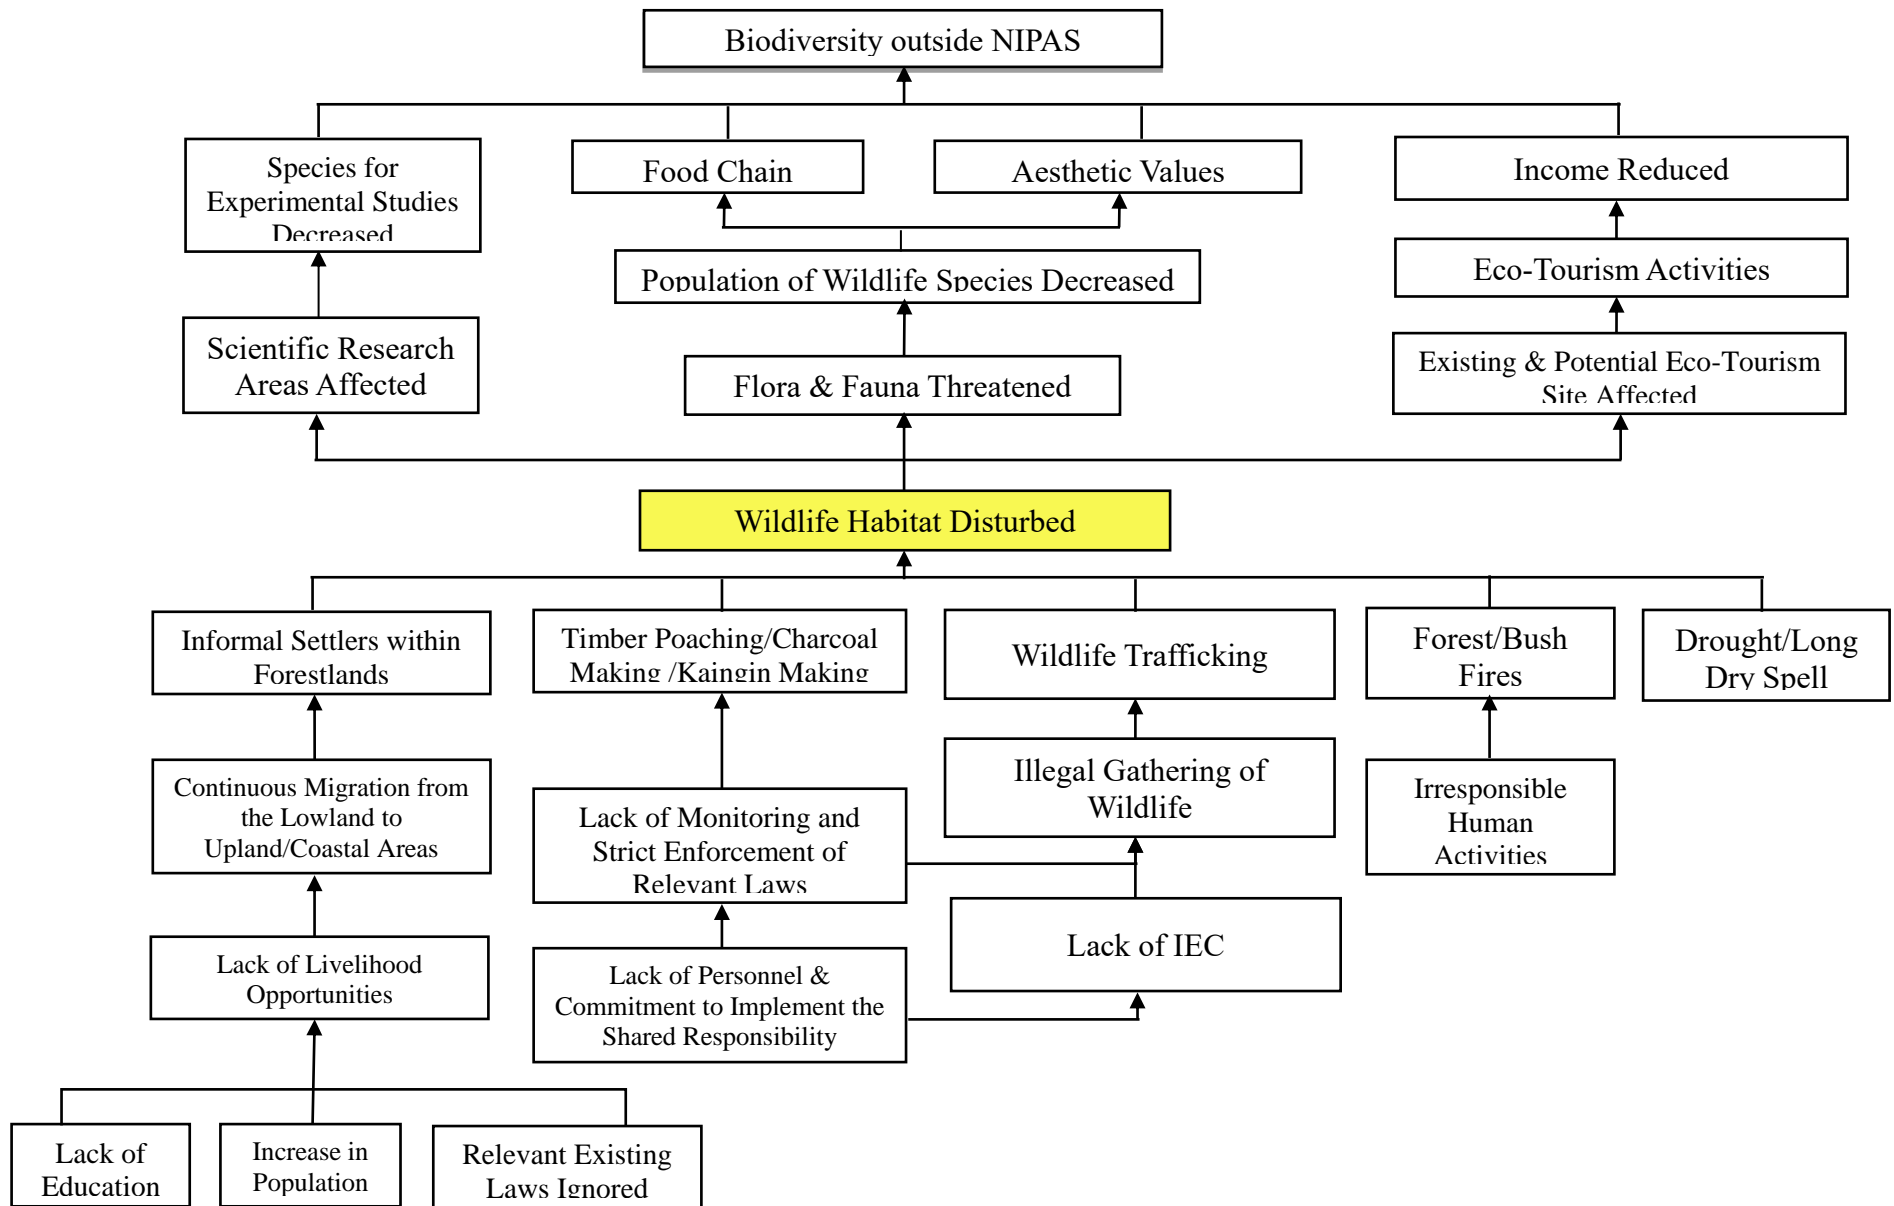 Biodiversity outside NIPAS
Species for
Experimental Studies
Decreased
Food Chain
Aesthetic Values
Income Reduced
Population of Wildlife Species Decreased
Eco-Tourism Activities
Scientific Research
Areas Affected
Flora & Fauna Threatened
Existing & Potential Eco-Tourism
Site Affected
Wildlife Habitat Disturbed
Informal Settlers within
Forestlands
Timber Poaching/Charcoal
Making /Kaingin Making
Wildlife Trafficking
Forest/Bush
Fires
Drought/Long
Dry Spell
Continuous Migration from
the Lowland to
Upland/Coastal Areas
Lack of Monitoring and
Strict Enforcement of
Relevant Laws
Illegal Gathering of
Wildlife
Irresponsible
Human
Activities
Lack of Livelihood
Opportunities
Lack of Personnel &
Commitment to Implement the
Shared Responsibility
Lack of IEC
Lack of
Education
Increase in
Population
Relevant Existing
Laws Ignored